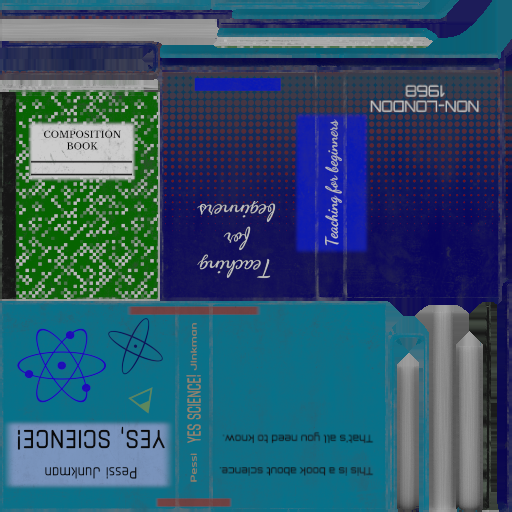 COMPOSITION
BOOK
NON-LONDON
1968
Teaching for beginners
Teaching
for
beginners
YES, SCIENCE!
Pessi Junkman
Pessi YES SCIENCE! Jinkman
This is a book about science.
That's all you need to know.